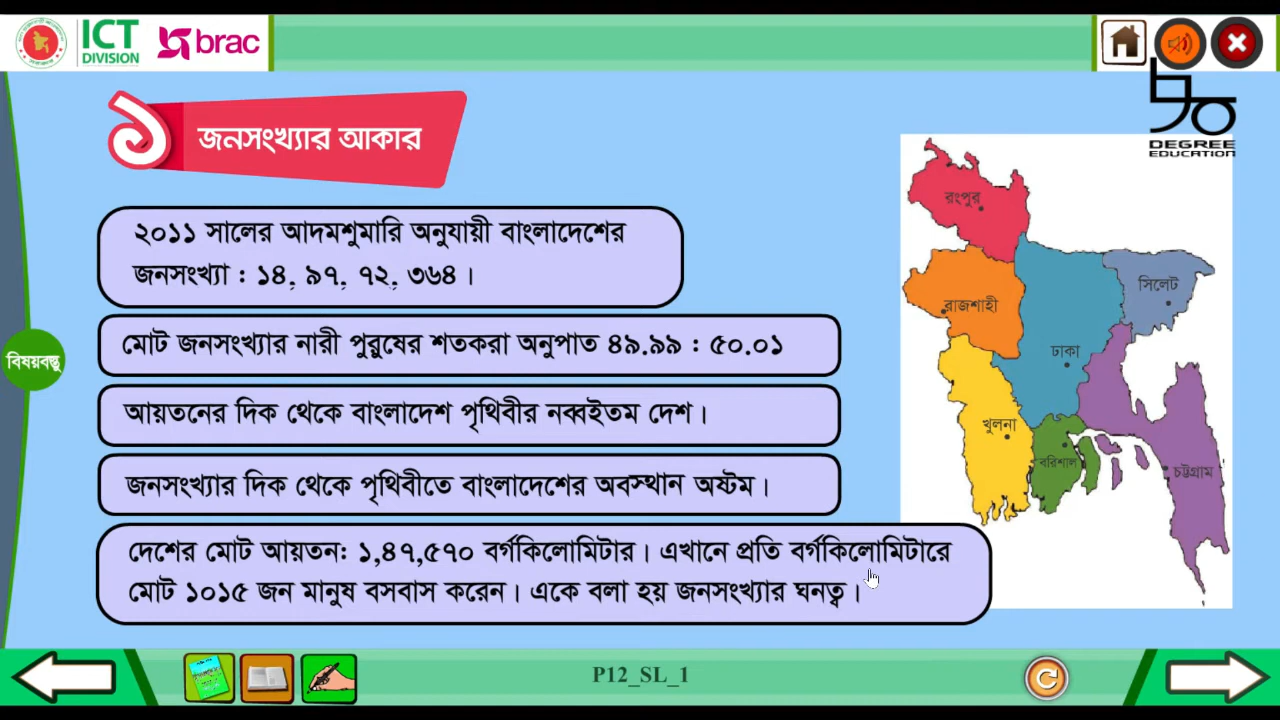 ICT
DIVISION
brac
DEGREE
EDUCATION
১
জনসংখ্যার আকার
২০১১ সালের আদমশুমারি অনুযায়ী বাংলাদেশের
জনসংখ্যা : ১৪, ৯৭, ৭২, ৩৬৪।
মোট জনসংখ্যার নারী পুরুষের শতকরা অনুপাত ৪৯.৯৯ : ৫০.০১
আয়তনের দিক থেকে বাংলাদেশ পৃথিবীর নব্বইতম দেশ।
জনসংখ্যার দিক থেকে পৃথিবীতে বাংলাদেশের অবস্থান অষ্টম।
দেশের মোট আয়তন: ১,৪৭,৫৭০ বর্গকিলোমিটার। এখানে প্রতি বর্গকিলোমিটারে
মোট ১০১৫ জন মানুষ বসবাস করেন। একে বলা হয় জনসংখ্যার ঘনত্ব।
বিষয়বস্তু
রংপুর
রাজশাহী
সিলেট
ঢাকা
খুলনা
বরিশাল
চট্টগ্রাম
P12_SL_1